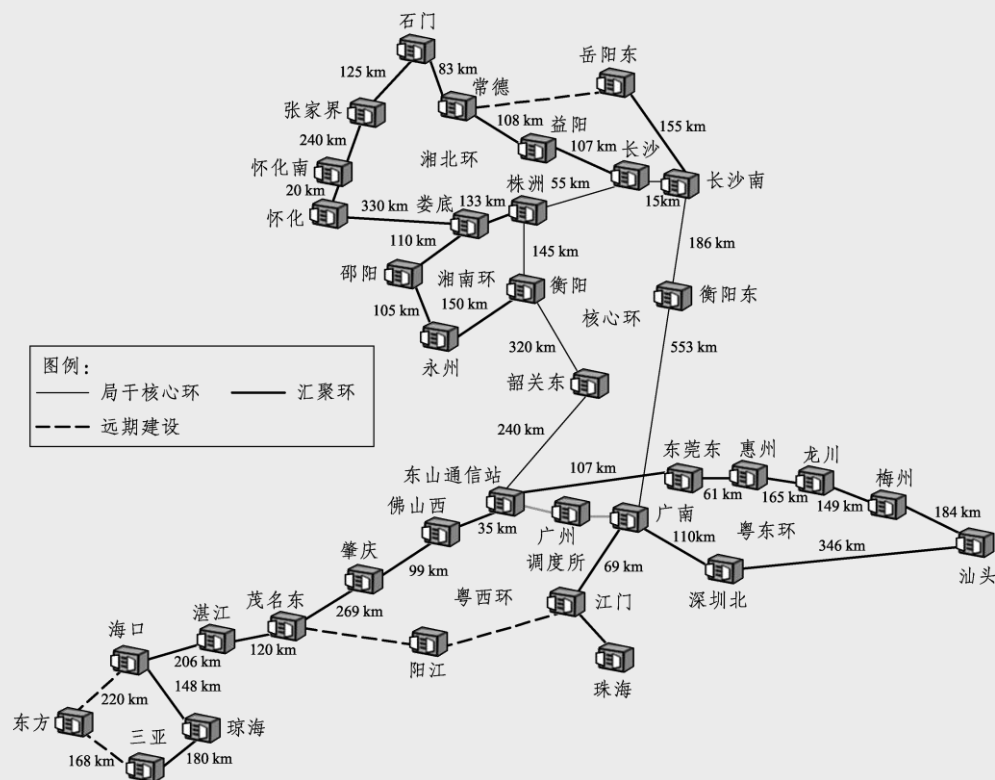 石门
岳阳东
125 km
83 km
常德
张家界
108 km
益阳
155 km
240 km
107 km
长沙
怀化南
湘北环
株洲
55 km
长沙南
20 km
15km
330 km
娄底
133 km
怀化
110 km
145 km
186 km
邵阳
湘南环
衡阳
衡阳东
105 km
150 km
核心环
永州
320 km
553 km
图例：
局干核心环
汇聚环
远期建设
韶关东
240 km
东莞东
惠州
龙川
东山通信站
107 km
梅州
61 km
165 km
佛山西
149 km
184 km
35 km
广州
调度所
广南
110km
粤东环
346 km
汕头
肇庆
99 km
69 km
深圳北
269 km
粤西环
江门
茂名东
湛江
海口
120 km
阳江
珠海
206 km
148 km
220 km
东方
三亚
琼海
168 km
180 km